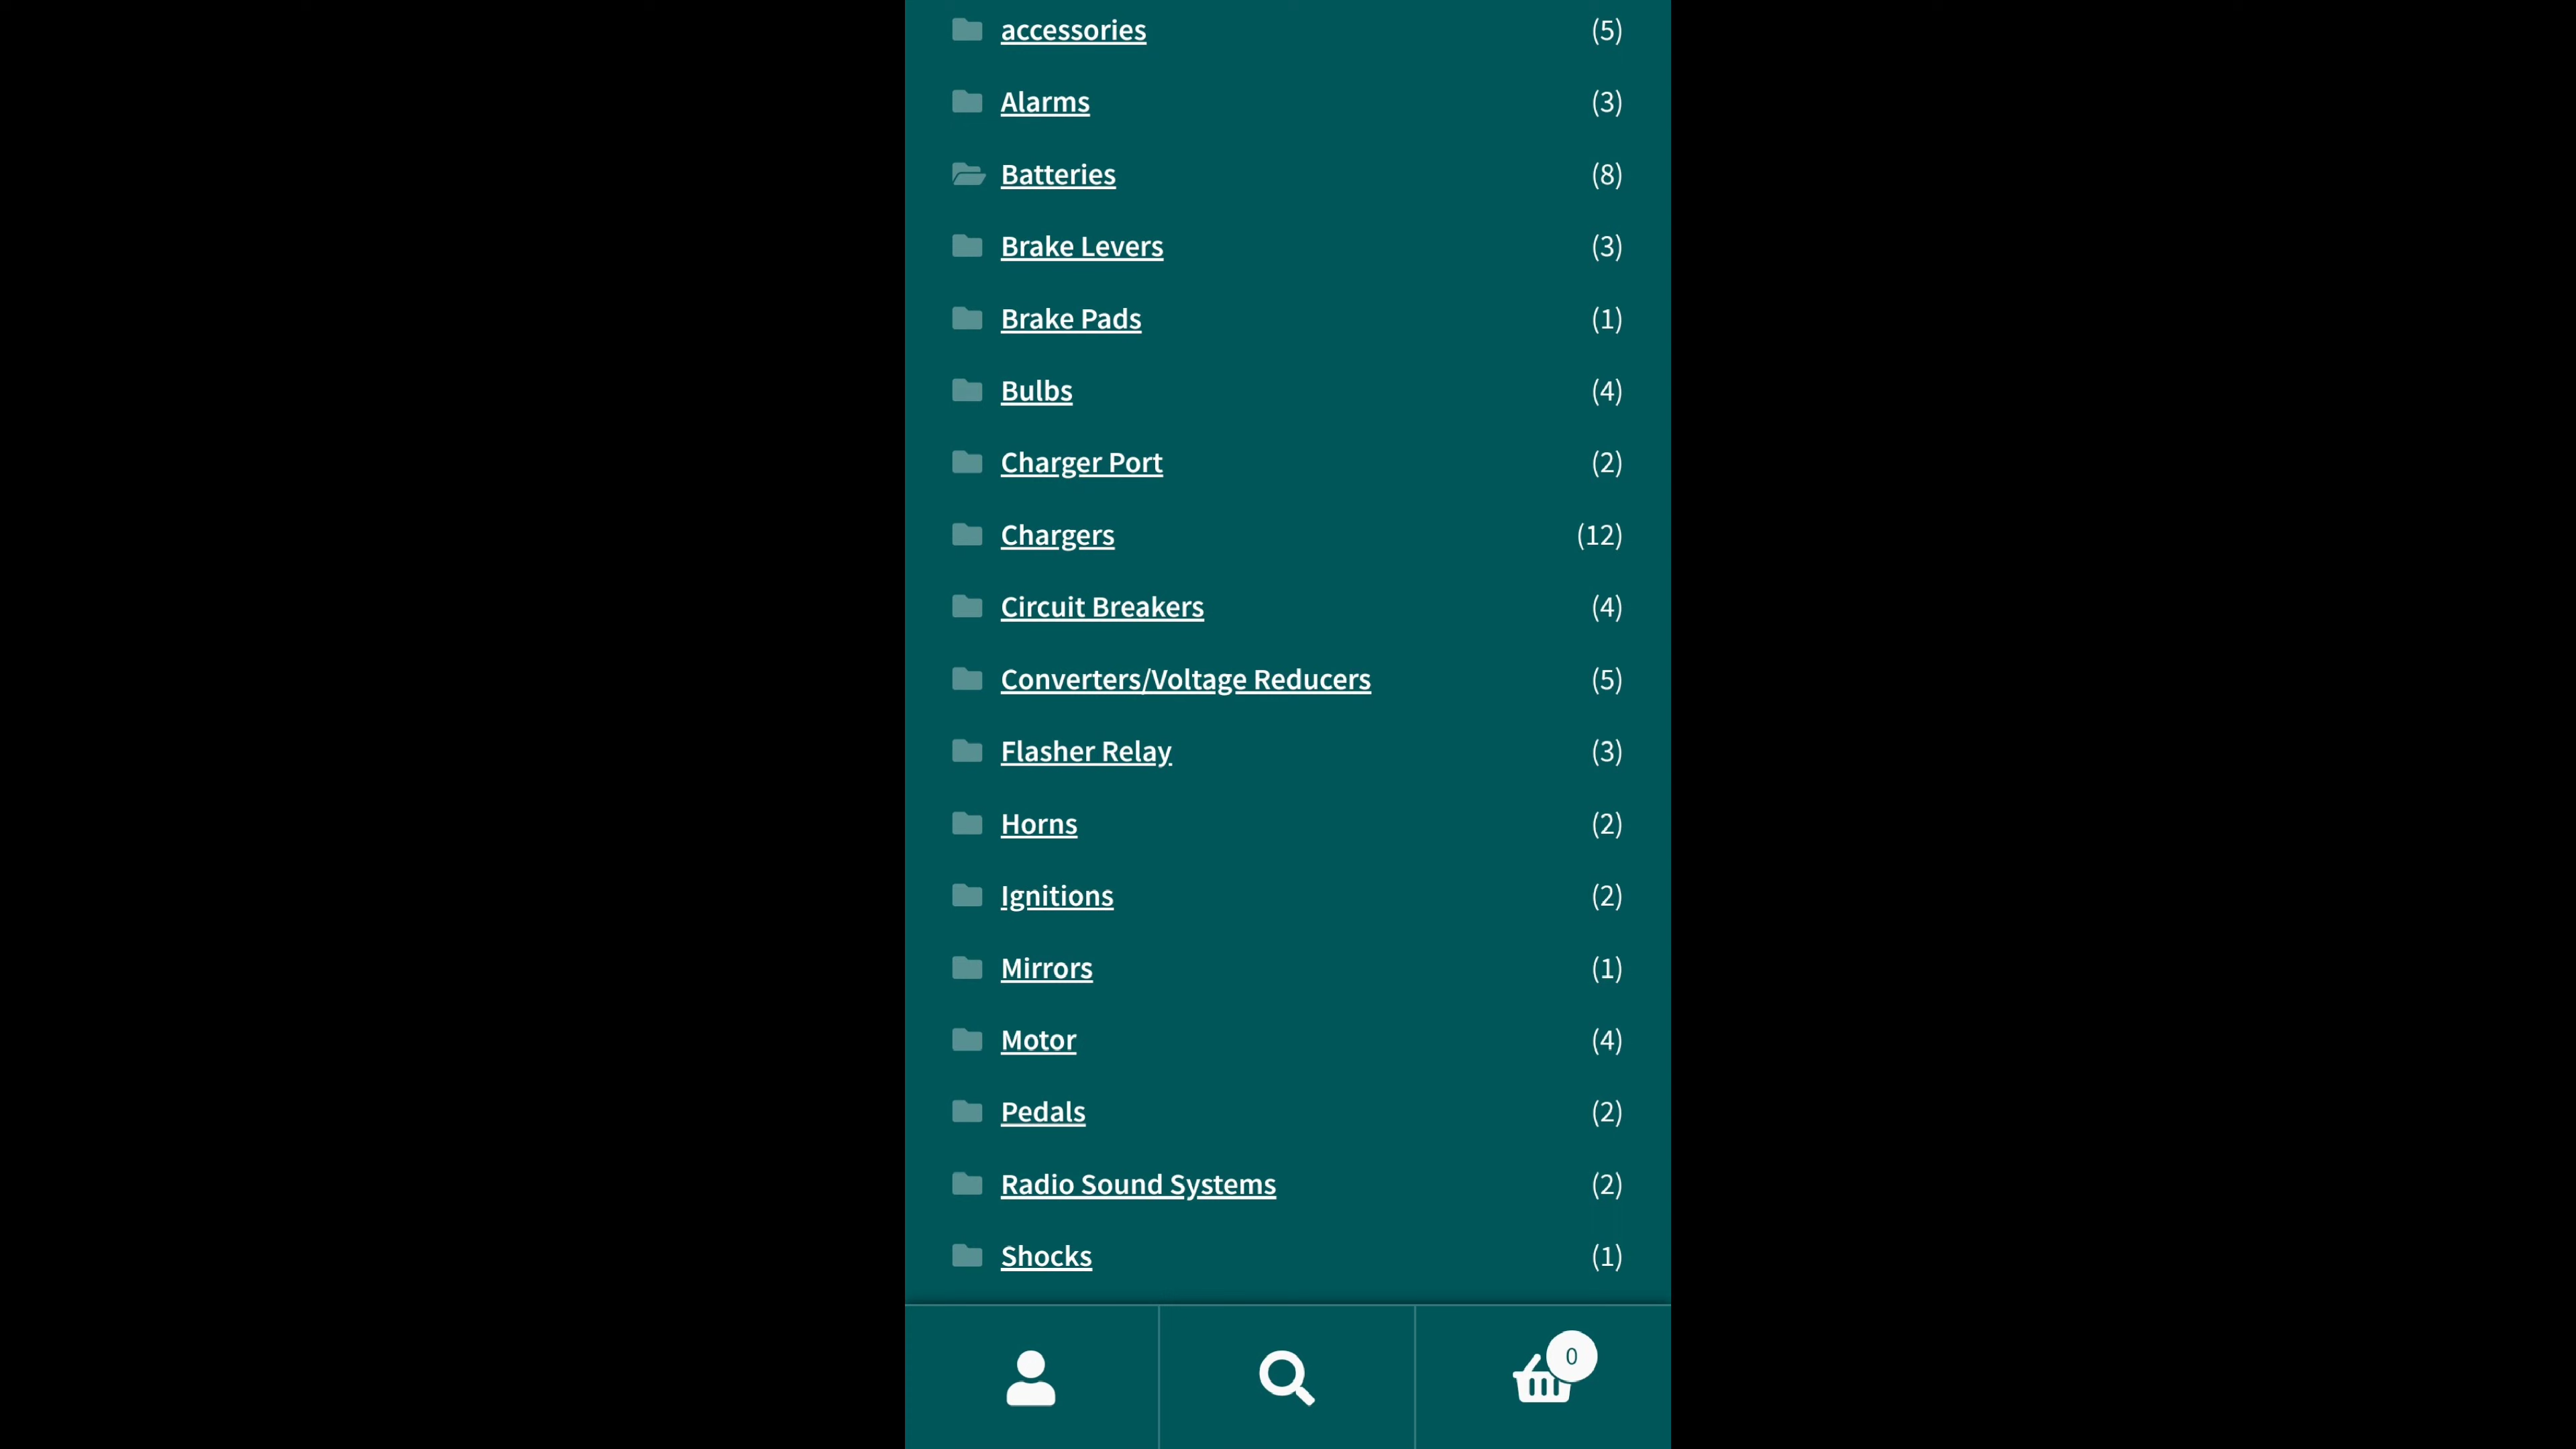 accessories (5)
Alarms (3)
Batteries (8)
Brake Levers (3)
Brake Pads (1)
Bulbs (4)
Charger Port (2)
Chargers (12)
Circuit Breakers (4)
Converters/Voltage Reducers (5)
Flasher Relay (3)
Horns (2)
Ignitions (2)
Mirrors (1)
Motor (4)
Pedals (2)
Radio Sound Systems (2)
Shocks (1)
0